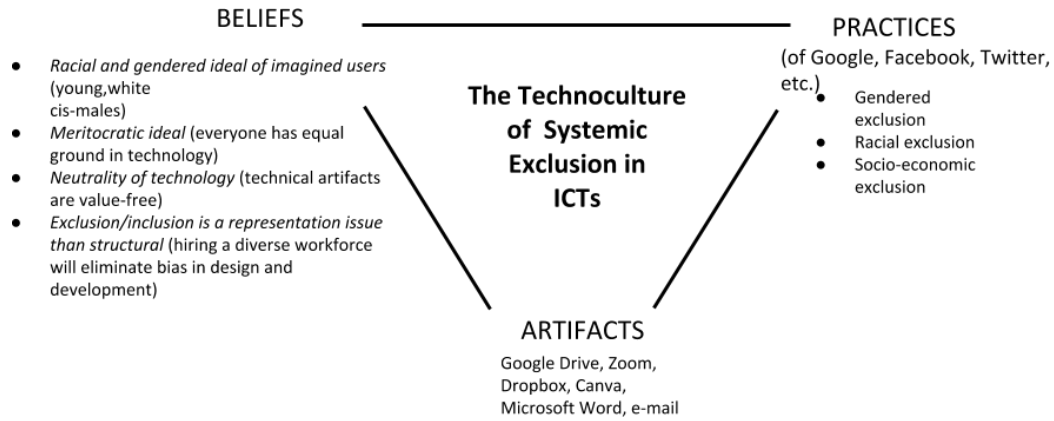 BELIEFS
● Racial and gendered ideal of imagined users
(young,white
cis-males)
● Meritocratic ideal (everyone has equal
ground in technology)
● Neutrality of technology (technical artifacts
are value-free)
● Exclusion/inclusion is a representation issue
than structural (hiring a diverse workforce
will eliminate bias in design and
development)
The Technoculture
of Systemic
Exclusion in
ICTs
PRACTICES
(of Google, Facebook, Twitter,
etc.)
● Gendered
exclusion
● Racial exclusion
● Socio-economic
exclusion
ARTIFACTS
Google Drive, Zoom,
Dropbox, Canva,
Microsoft Word, e-mail